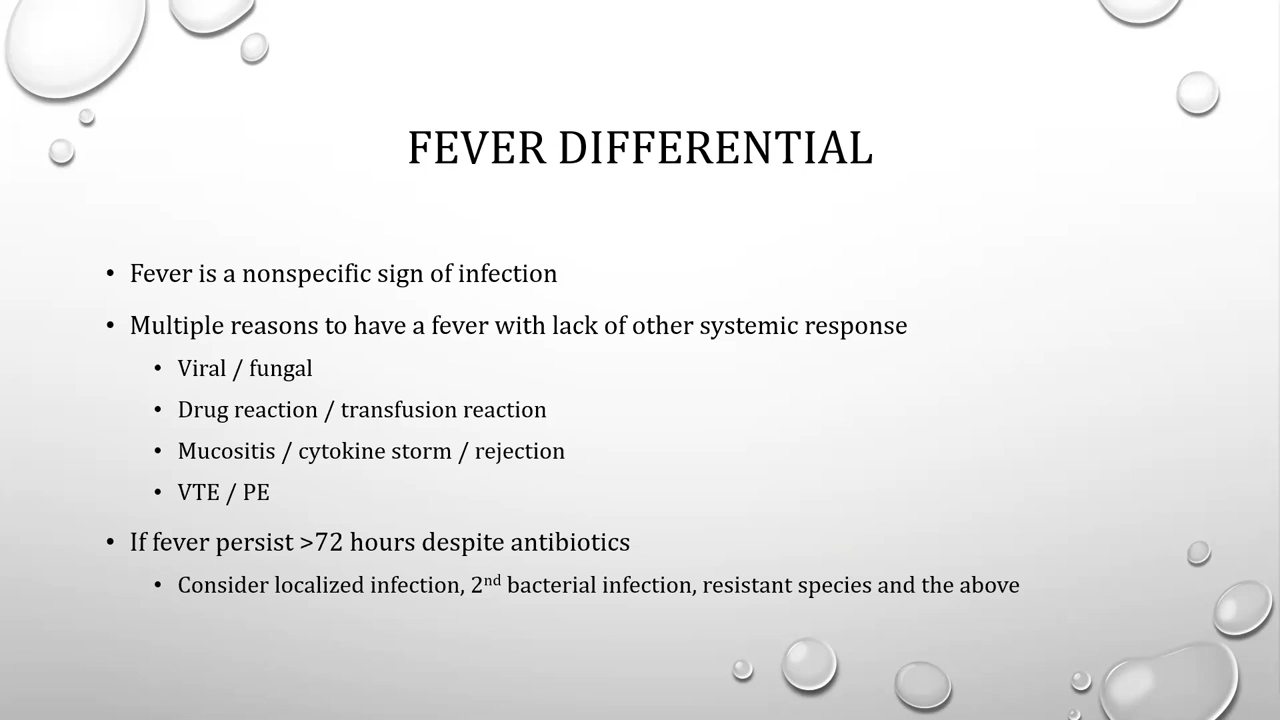 FEVER DIFFERENTIAL
• Fever is a nonspecific sign of infection
• Multiple reasons to have a fever with lack of other systemic response
• Viral / fungal
• Drug reaction / transfusion reaction
• Mucositis / cytokine storm / rejection
• VTE / PE
• If fever persist >72 hours despite antibiotics
• Consider localized infection, 2nd bacterial infection, resistant species and the above